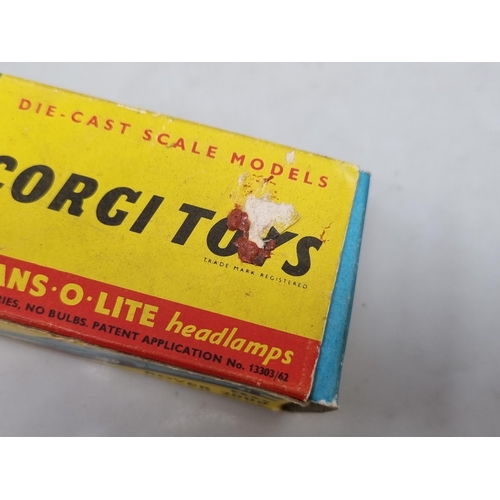 DIE-CAST SCALE MODELS
CORGI TOYS
TRADE MARK REGISTERED
ANS·O·LITE headlamps
RIES, NO BULBS. PATENT APPLICATION No. 13303/62